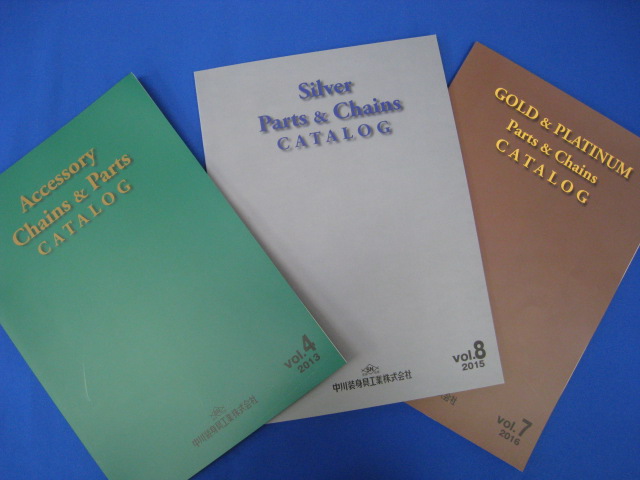 Accessory
Chains & Parts
CATALOG
vol.4
2013
中川装身具工業株式会社
Silver
Parts & Chains
CATALOG
vol.8
2015
中川装身具工業株式会社
GOLD & PLATINUM
Parts & Chains
CATALOG
vol.7
2016
会社